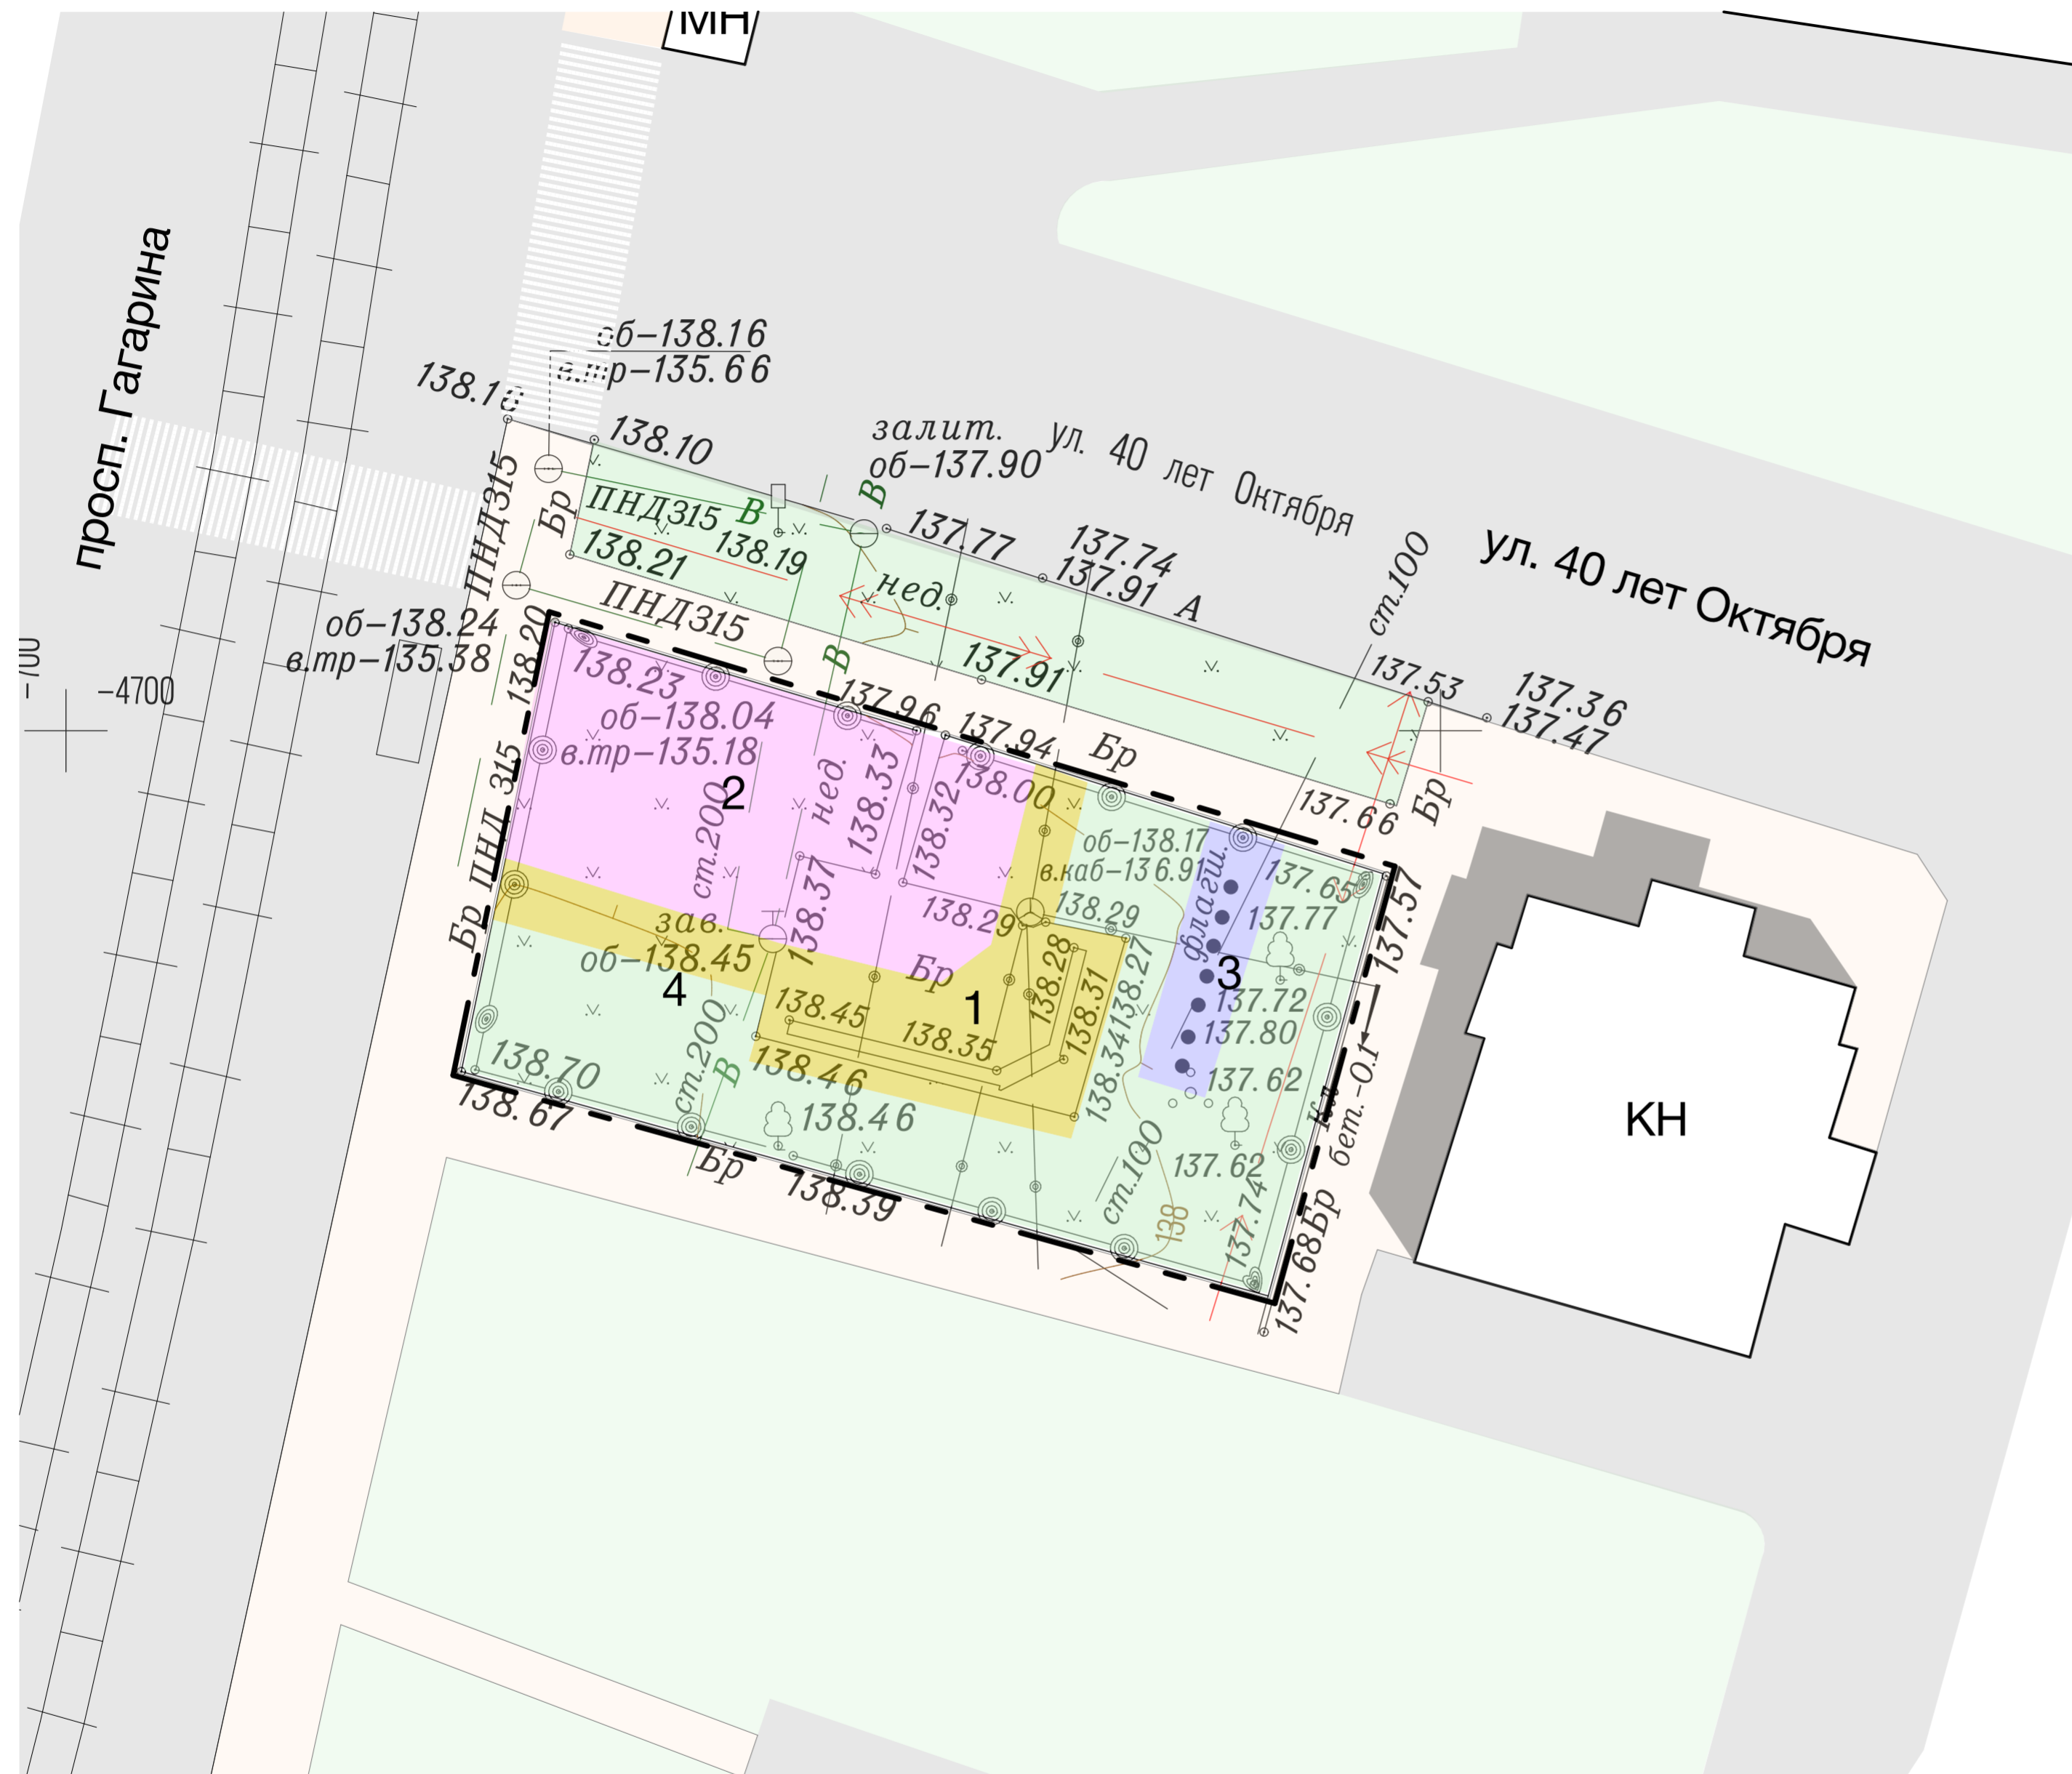 МН
просп. Гагарина
об-138.16
в.тр-135.66
138.10
залит.
об-137.90
ул. 40 лет Октября
ПНД315
Бр
ПНД315
В
В
138.19
138.21
137.77
137.74
137.91
А
нед.
ст.100
ул. 40 лет Октября
ПНД315
об-138.24
в.тр-135.38
138.20
-700
-4700
В
137.91
137.53
137.36
137.47
138.23
об-138.04
в.тр-135.18
137.96
137.94
Бр
138.00
137.66
Бр
2
ст.200
нед.
138.33
138.32
Бр
ПНД 315
об-138.17
в.каб-136.91
флагш.
137.65
137.57
137.77
138.37
138.29
138.29
зав.
об-138.45
4
Бр
1
3
138.28
138.31
138.27
138.34
137.72
137.80
138.45
138.35
138.46
138.46
137.62
138.70
138.67
ст.200
В
Бр
138.39
ст.100
137.62
138
137.74
137.68
Бр
бет.-0.1
КН